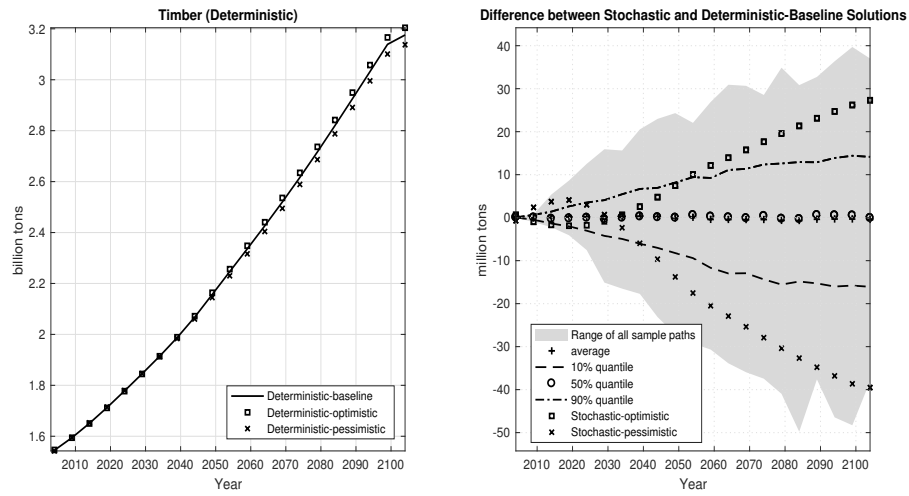 Timber (Deterministic)
3.2
3
2.8
2.6
2.4
2.2
2
1.8
1.6
billion tons
2010 2020 2030 2040 2050 2060 2070 2080 2090 2100
Year
Deterministic-baseline
Deterministic-optimistic
Deterministic-pessimistic
Difference between Stochastic and Deterministic-Baseline Solutions
40
30
20
10
0
-10
-20
-30
-40
-50
million tons
2010 2020 2030 2040 2050 2060 2070 2080 2090 2100
Year
Range of all sample paths
average
10% quantile
50% quantile
90% quantile
Stochastic-optimistic
Stochastic-pessimistic